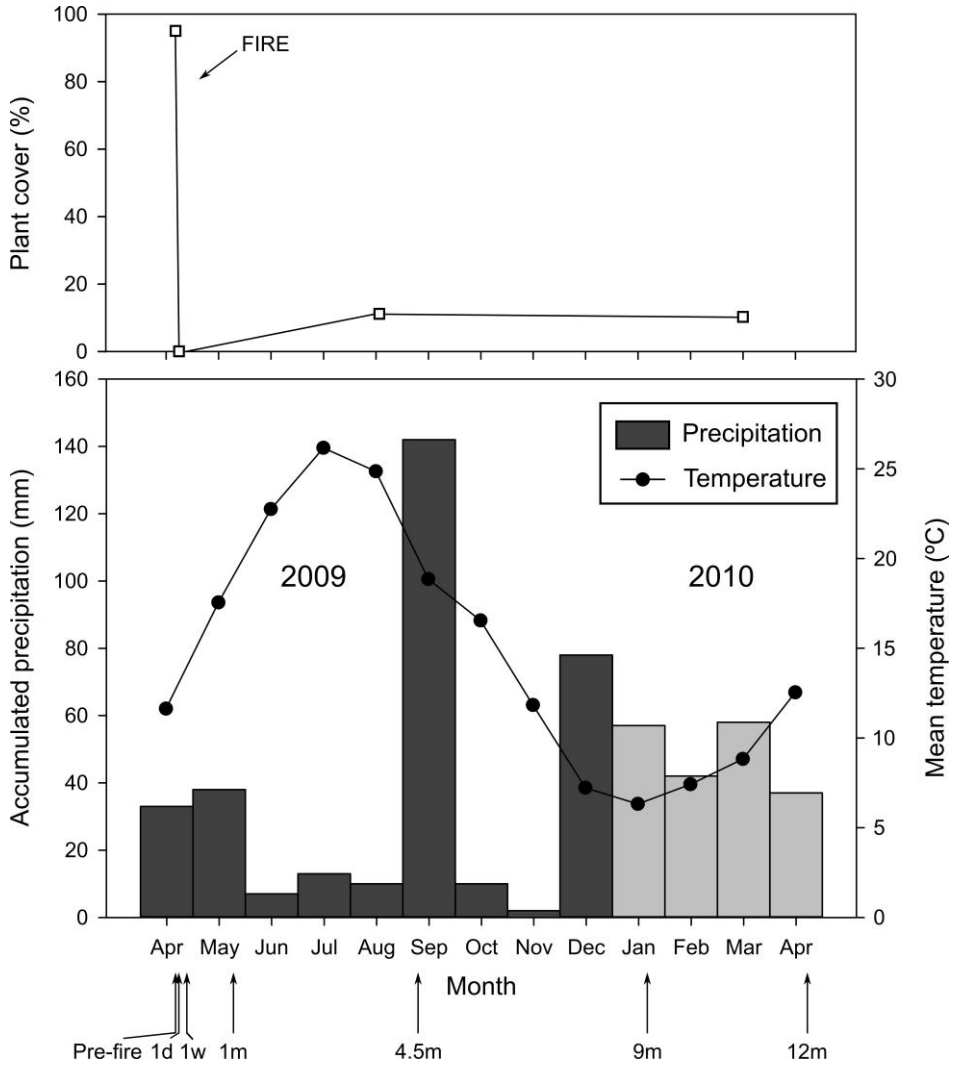 100
80
60
40
20
0
Plant cover (%)
FIRE
160
140
120
100
80
60
40
20
0
Accumulated precipitation (mm)
30
25
20
15
10
5
0
Mean temperature (ºC)
Precipitation
Temperature
2009
2010
Apr May Jun Jul Aug Sep Oct Nov Dec Jan Feb Mar Apr
Month
Pre-fire 1d 1w 1m 4.5m 9m 12m